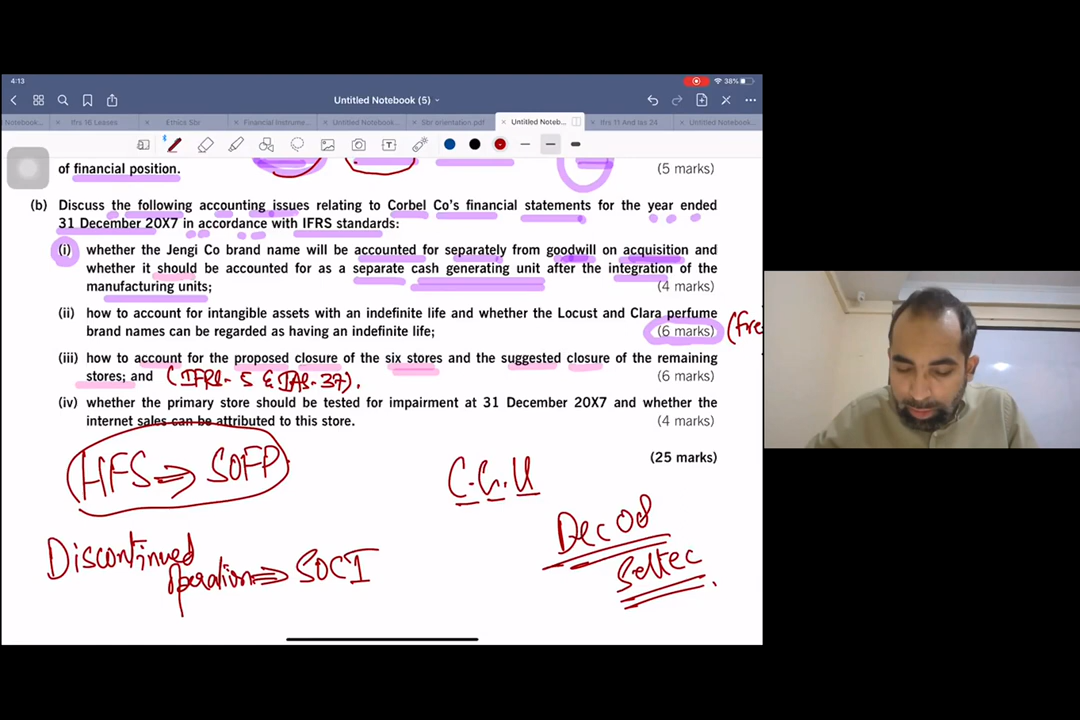 4:13
38%
Untitled Notebook (5)
Notebook...
Ifrs 16 Leases
Ethics Sbr
Financial Instrume...
Untitled Notebook...
Sbr orientation.pdf
Untitled Noteb...
Ifrs 11 And Ias 24
Untitled Notebook...
of financial position.
(5 marks)
(b) Discuss the following accounting issues relating to Corbel Co's financial statements for the year ended
31 December 20X7 in accordance with IFRS standards:
(i) whether the Jengi Co brand name will be accounted for separately from goodwill on acquisition and
whether it should be accounted for as a separate cash generating unit after the integration of the
manufacturing units;
(4 marks)
(ii) how to account for intangible assets with an indefinite life and whether the Locust and Clara perfume
brand names can be regarded as having an indefinite life;
(6 marks)
(iii) how to account for the proposed closure of the six stores and the suggested closure of the remaining
stores; and (IFRS-5 & IAS-37).
(6 marks)
(iv) whether the primary store should be tested for impairment at 31 December 20X7 and whether the
internet sales can be attributed to this store.
(4 marks)
(25 marks)
HFS ⇒ SOFP
C.G.U
Dec 08
Seltec
Discontinued
operation ⇒ SOCI